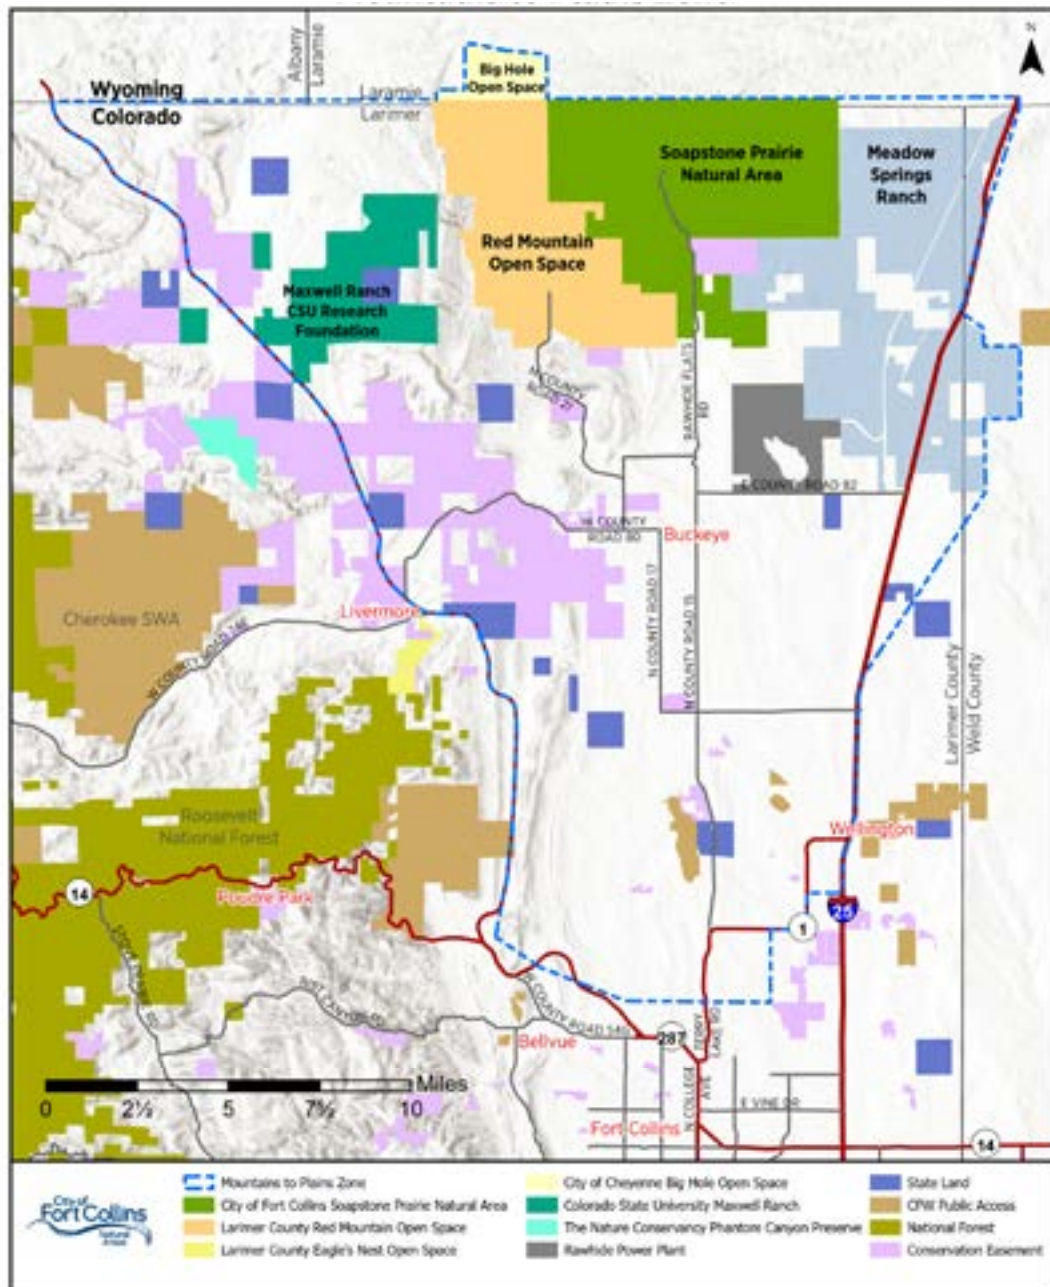 N
Albany
Laramie
Big Hole
Open Space
Wyoming
Colorado
Laramie
Larimer
Soapstone Prairie
Natural Area
Meadow
Springs
Ranch
Red Mountain
Open Space
Maxwell Ranch
CSU Research
Foundation
N COUNTY
ROAD 21
RAWHIDE FLATS
RD
E COUNTY ROAD 82
W COUNTY
ROAD 80
Buckeye
N COUNTY ROAD 17
N COUNTY ROAD 15
Livermore
Cherokee SWA
W COUNTY ROAD 74E
Larimer County
Weld County
Roosevelt
National Forest
Wellington
14
Poudre Park
25
1
W COUNTY ROAD 54G
287
TERRY
LAKE RD
Bellvue
N COLLEGE
AVE
E VINE DR
Fort Collins
14
Miles
0 2½ 5 7½ 10
City of
Fort Collins
Natural
Areas
Mountains to Plains Zone
City of Fort Collins Soapstone Prairie Natural Area
Larimer County Red Mountain Open Space
Larimer County Eagle's Nest Open Space
City of Cheyenne Big Hole Open Space
Colorado State University Maxwell Ranch
The Nature Conservancy Phantom Canyon Preserve
Rawhide Power Plant
State Land
CPW Public Access
National Forest
Conservation Easement